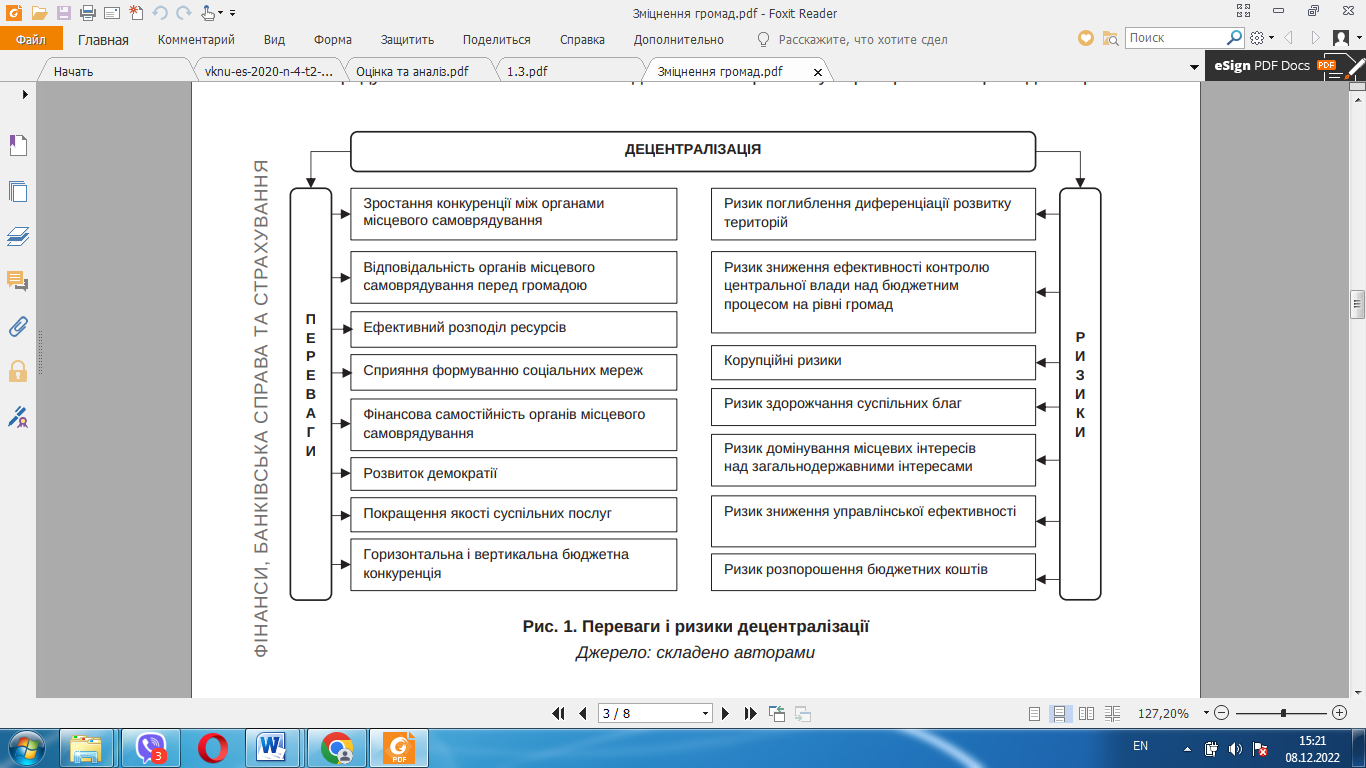 Зміцнення громад.pdf - Foxit Reader
Файл Главная Комментарий Вид Форма Защитить Поделиться Справка Дополнительно Расскажите, что хотите сдел Поиск
Начать vknu-es-2020-n-4-t2-... Оцінка та аналіз.pdf 1.3.pdf Зміцнення громад.pdf eSign PDF Docs PDF
ФІНАНСИ, БАНКІВСЬКА СПРАВА ТА СТРАХУВАННЯ
ДЕЦЕНТРАЛІЗАЦІЯ
ПЕРЕВАГИ
Зростання конкуренції між органами
місцевого самоврядування
Відповідальність органів місцевого
самоврядування перед громадою
Ефективний розподіл ресурсів
Сприяння формуванню соціальних мереж
Фінансова самостійність органів місцевого
самоврядування
Розвиток демократії
Покращення якості суспільних послуг
Горизонтальна і вертикальна бюджетна
конкуренція
Ризик поглиблення диференціації розвитку
територій
Ризик зниження ефективності контролю
центральної влади над бюджетним
процесом на рівні громад
Корупційні ризики
Ризик здорожчання суспільних благ
Ризик домінування місцевих інтересів
над загальнодержавними інтересами
Ризик зниження управлінської ефективності
Ризик розпорошення бюджетних коштів
РИЗИКИ
Рис. 1. Переваги і ризики децентралізації
Джерело: складено авторами
3 / 8 127,20%
3 W PDF EN 15:21
08.12.2022